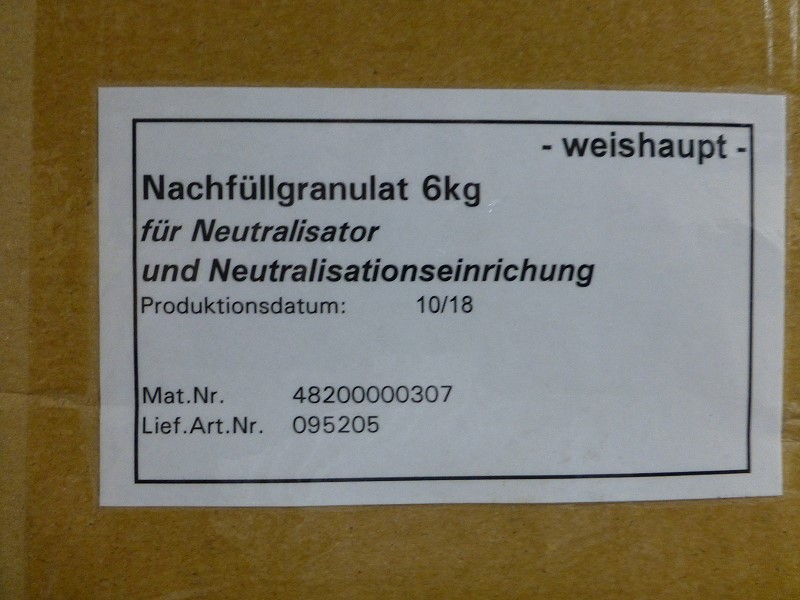 - weishaupt -
Nachfüllgranulat 6kg
für Neutralisator
und Neutralisationseinrichung
Produktionsdatum: 10/18
Mat.Nr. 48200000307
Lief.Art.Nr. 095205